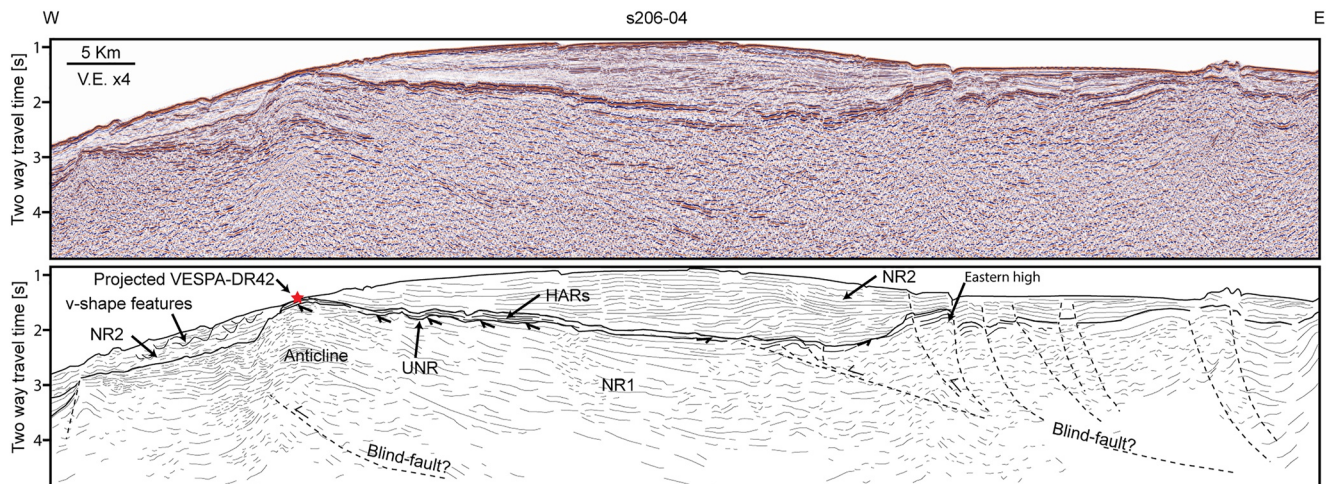 W
s206-04
E
Two way travel time [s]
1
2
3
4
5 Km
V.E. x4
Two way travel time [s]
1
2
3
4
Projected VESPA-DR42
v-shape features
NR2
Anticline
UNR
HARs
NR1
NR2
Eastern high
Blind-fault?
Blind-fault?